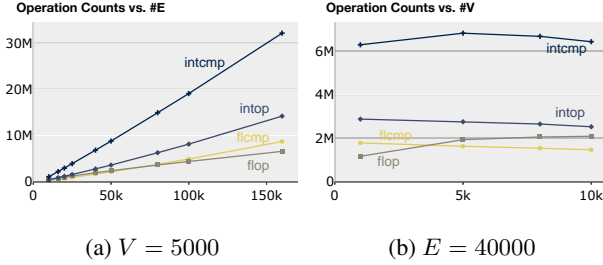 Operation Counts vs. #E
30M
20M
10M
0
0
50k
100k
150k
intcmp
intop
flcmp
flop
(a) V = 5000
Operation Counts vs. #V
6M
4M
2M
0
0
5k
10k
intcmp
intop
flcmp
flop
(b) E = 40000